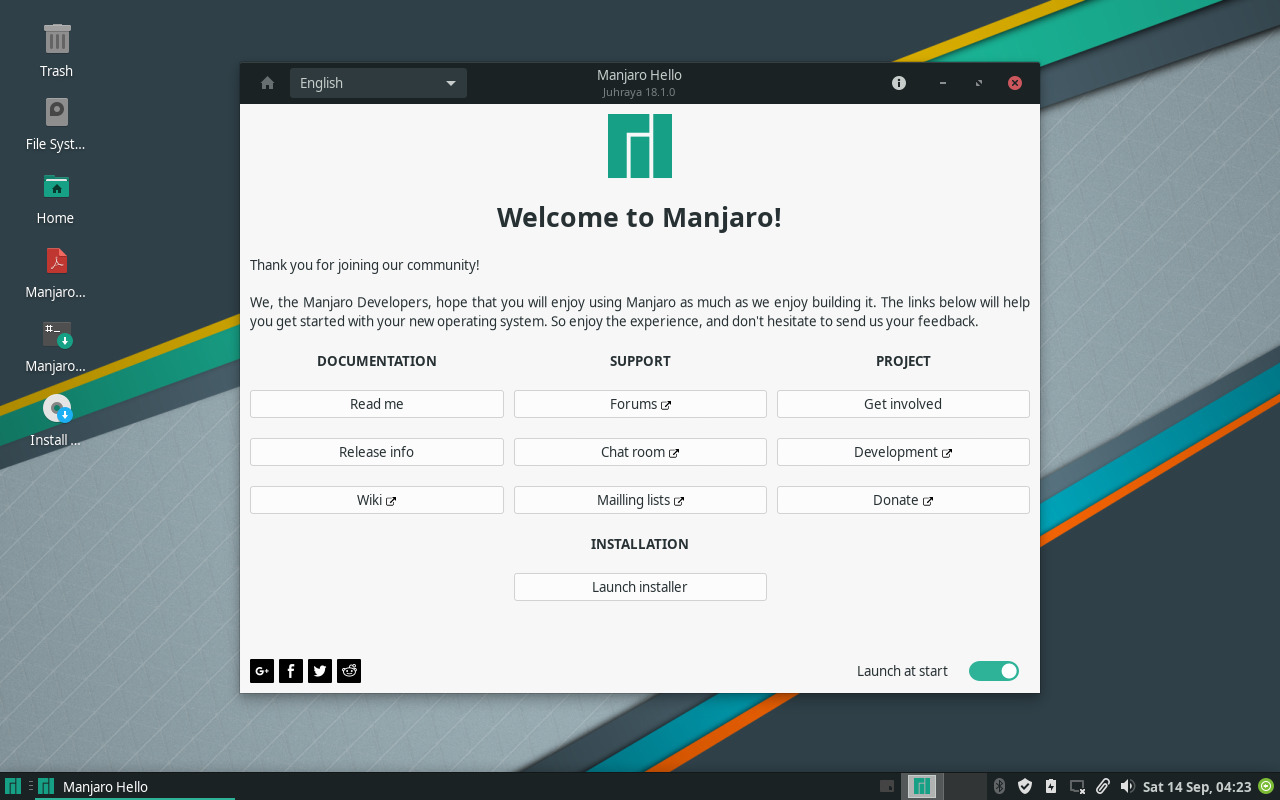 Trash
File Syst...
Home
Manjaro...
#_
Manjaro...
Install ...
English
Manjaro Hello
Juhraya 18.1.0
Welcome to Manjaro!
Thank you for joining our community!
We, the Manjaro Developers, hope that you will enjoy using Manjaro as much as we enjoy building it. The links below will help
you get started with your new operating system. So enjoy the experience, and don't hesitate to send us your feedback.
DOCUMENTATION SUPPORT PROJECT
Read me Forums Get involved
Release info Chat room Development
Wiki Mailling lists Donate
INSTALLATION
Launch installer
G+ f Launch at start
Manjaro Hello Sat 14 Sep, 04:23